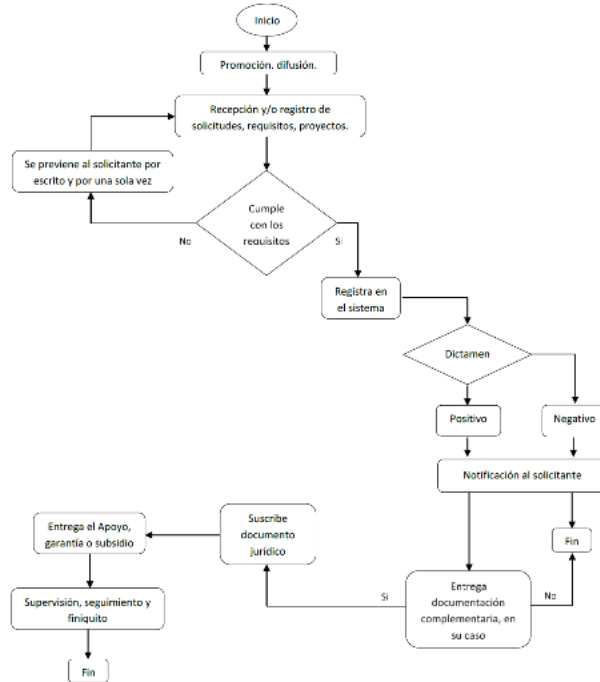 Inicio
Promoción, difusión.
Recepción y/o registro de
solicitudes, requisitos, proyectos.
Se previene al solicitante por
escrito y por una sola vez
Cumple
con los
requisitos
No
Si
Registra en
el sistema
Dictamen
Positivo
Negativo
Notificación al solicitante
Suscribe
documento
jurídico
Entrega el Apoyo,
garantía o subsidio
Fin
Entrega
documentación
complementaria, en
su caso
Si
No
Supervisión, seguimiento y
finiquito
Fin